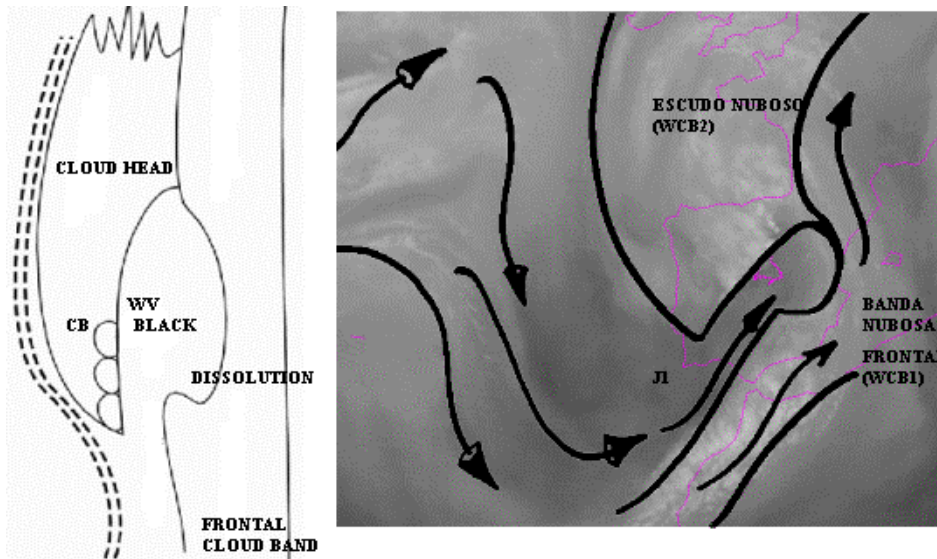 CLOUD HEAD
WV
BLACK
CB
DISSOLUTION
FRONTAL
CLOUD BAND
ESCUDO NUBOSO
(WCB2)
J1
BANDA
NUBOSA
FRONTAL
(WCB1)